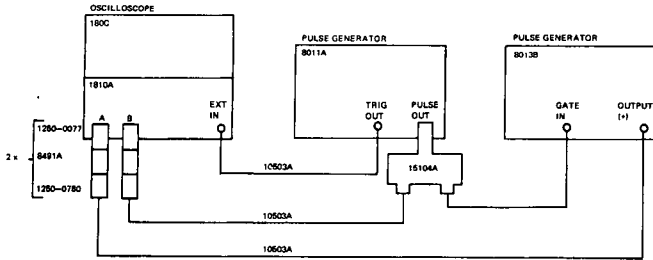 OSCILLOSCOPE
180C
1810A
A
B
EXT
IN
1250-0077
2 x
8491A
1250-0780
PULSE GENERATOR
8011A
TRIG
OUT
PULSE
OUT
15104A
PULSE GENERATOR
8013B
GATE
IN
OUTPUT
(+)
10503A
10503A
10503A